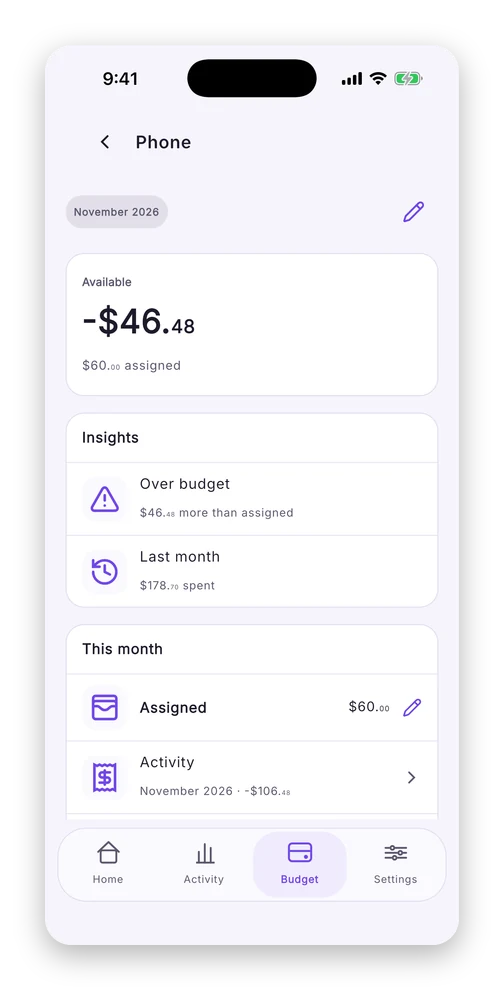 9:41
Phone
November 2026
Available
-$46.48
$60.00 assigned
Insights
Over budget
$46.48 more than assigned
Last month
$178.70 spent
This month
Assigned
$60.00
Activity
November 2026 · -$106.48
Home
Activity
Budget
Settings